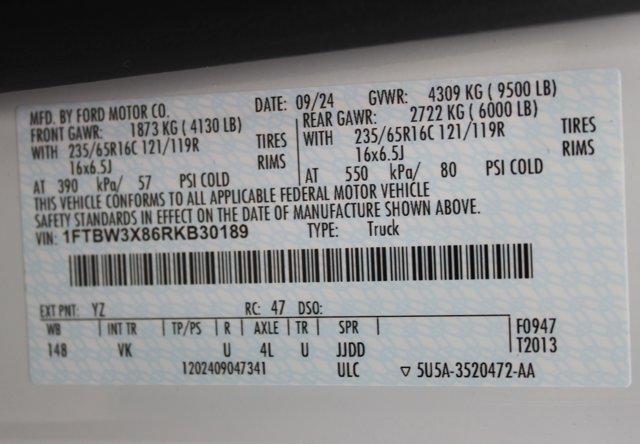 MFD. BY FORD MOTOR CO. DATE: 09/24 GVWR: 4309 KG ( 9500 LB)
FRONT GAWR: 1873 KG ( 4130 LB) REAR GAWR: 2722 KG ( 6000 LB)
WITH 235/65R16C 121/119R TIRES WITH 235/65R16C 121/119R TIRES
16x6.5J RIMS 16x6.5J RIMS
AT 390 kPa/ 57 PSI COLD AT 550 kPa/ 80 PSI COLD
THIS VEHICLE CONFORMS TO ALL APPLICABLE FEDERAL MOTOR VEHICLE
SAFETY STANDARDS IN EFFECT ON THE DATE OF MANUFACTURE SHOWN ABOVE.
VIN: 1FTBW3X86RKB30189 TYPE: Truck
EXT PNT: YZ RC: 47 DSO:
WB INT TR TP/PS R AXLE TR SPR F0947
148 VK U 4L U JJDD T2013
1202409047341 ULC ▽ 5U5A-3520472-AA